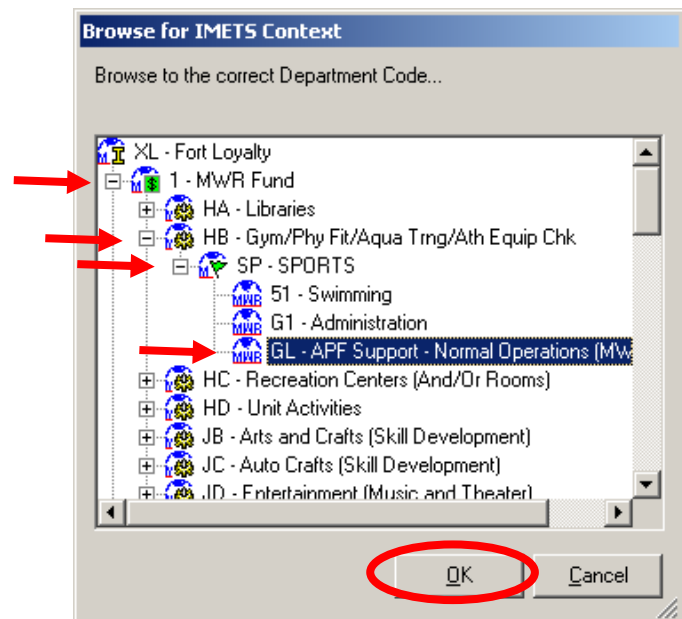 Browse for IMETS Context
Browse to the correct Department Code...
XL - Fort Loyalty
1 - MWR Fund
HA - Libraries
HB - Gym/Phy Fit/Aqua Trng/Ath Equip Chk
SP - SPORTS
MWR 51 - Swimming
MWR G1 - Administration
MWR GL - APF Support - Normal Operations (MW
HC - Recreation Centers (And/Or Rooms)
HD - Unit Activities
JB - Arts and Crafts (Skill Development)
JC - Auto Crafts (Skill Development)
JD - Entertainment (Music and Theater)
OK Cancel